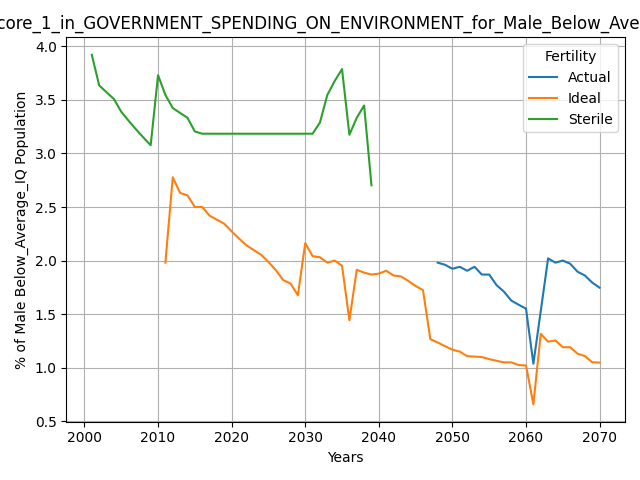 core_1_in_GOVERNMENT_SPENDING_ON_ENVIRONMENT_for_Male_Below_Ave
4.0
3.5
3.0
2.5
2.0
1.5
1.0
0.5
% of Male Below_Average_IQ Population
Fertility
Actual
Ideal
Sterile
2000 2010 2020 2030 2040 2050 2060 2070
Years